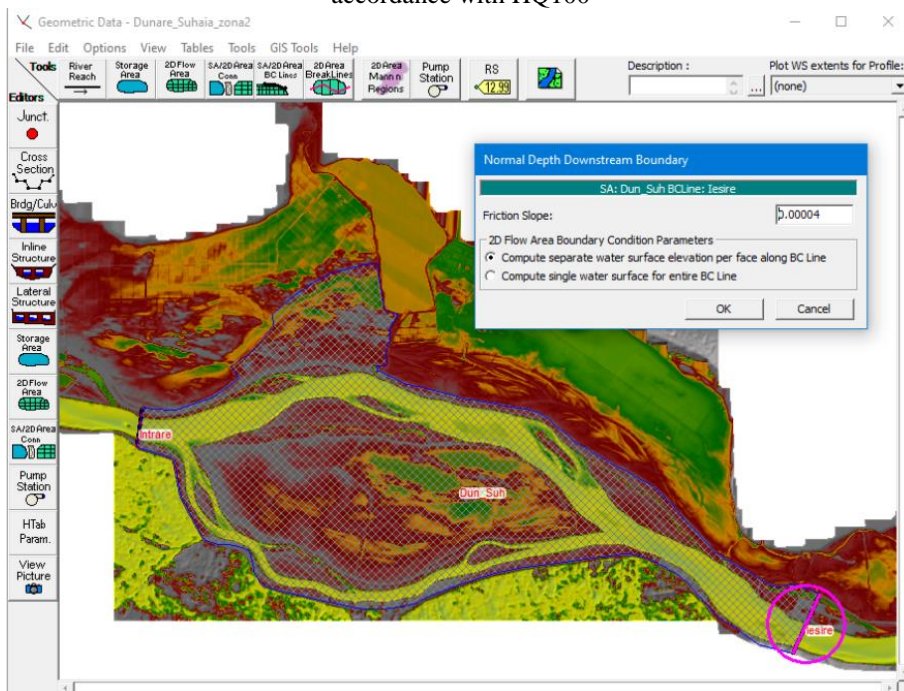 accordance with HQ100
Geometric Data - Dunare_Suhaia_zona2
File Edit Options View Tables Tools GIS Tools Help
Tools
Editors
River Reach
Storage Area
2D Flow Area
SA/2D Area Conn
SA/2D Area BC Lines
2D Area BreakLines
2D Area Mann n Regions
Pump Station
RS
12.99
Description :
...
Plot WS extents for Profile:
(none)
Junct.
Cross Section
Brdg/Culv
Inline Structure
Lateral Structure
Storage Area
2D Flow Area
SA/2D Area Conn
Pump Station
HTab Param.
View Picture
Normal Depth Downstream Boundary
SA: Dun_Suh BCLine: Iesire
Friction Slope:
0.00004
2D Flow Area Boundary Condition Parameters
Compute separate water surface elevation per face along BC Line
Compute single water surface for entire BC Line
OK
Cancel
Intrare
Dun_Suh
Iesire